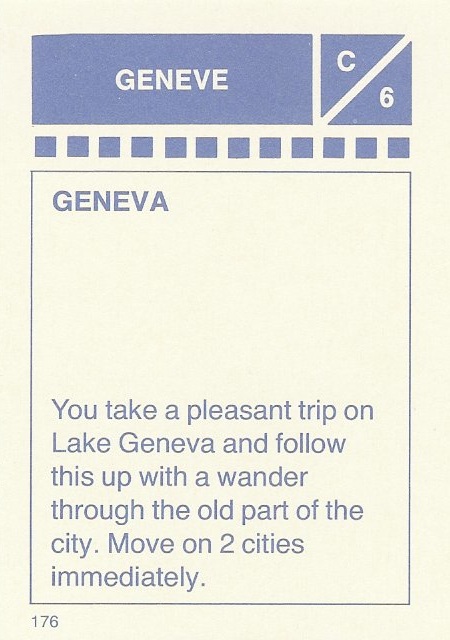 GENEVE
C
6
GENEVA
You take a pleasant trip on
Lake Geneva and follow
this up with a wander
through the old part of the
city. Move on 2 cities
immediately.
176